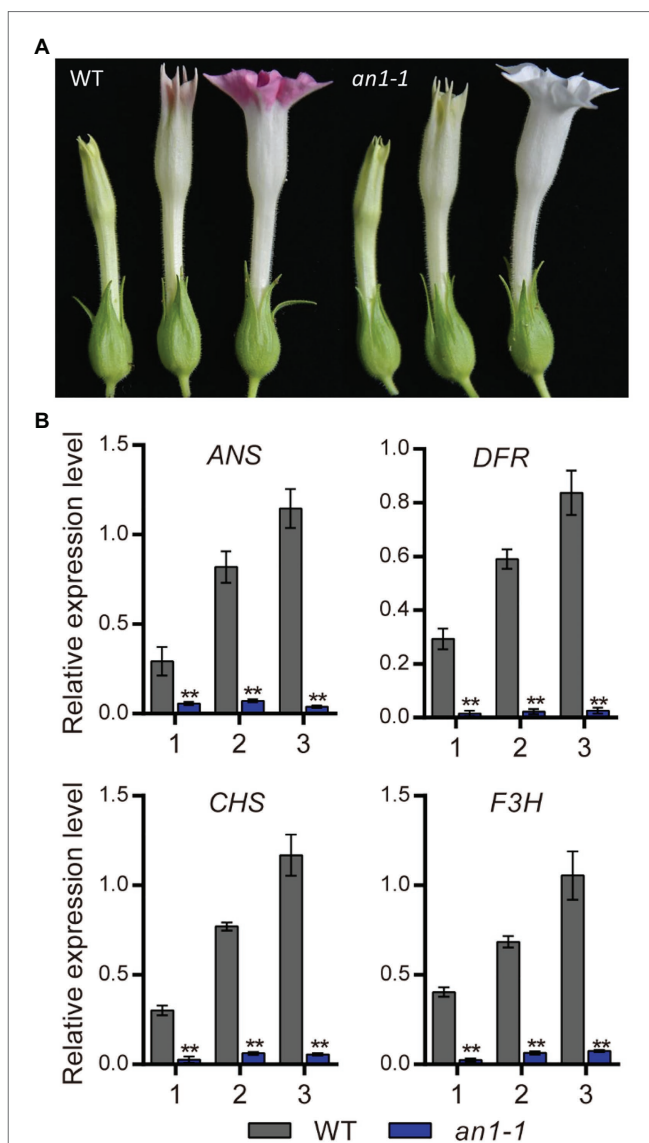 A
WT
an1-1
B
Relative expression level
1.5
1.0
0.5
0.0
ANS
**
**
**
1 2 3
1.0
0.8
0.6
0.4
0.2
0.0
DFR
**
**
**
1 2 3
Relative expression level
1.5
1.0
0.5
0.0
CHS
**
**
**
1 2 3
1.5
1.0
0.5
0.0
F3H
**
**
**
1 2 3
WT an1-1